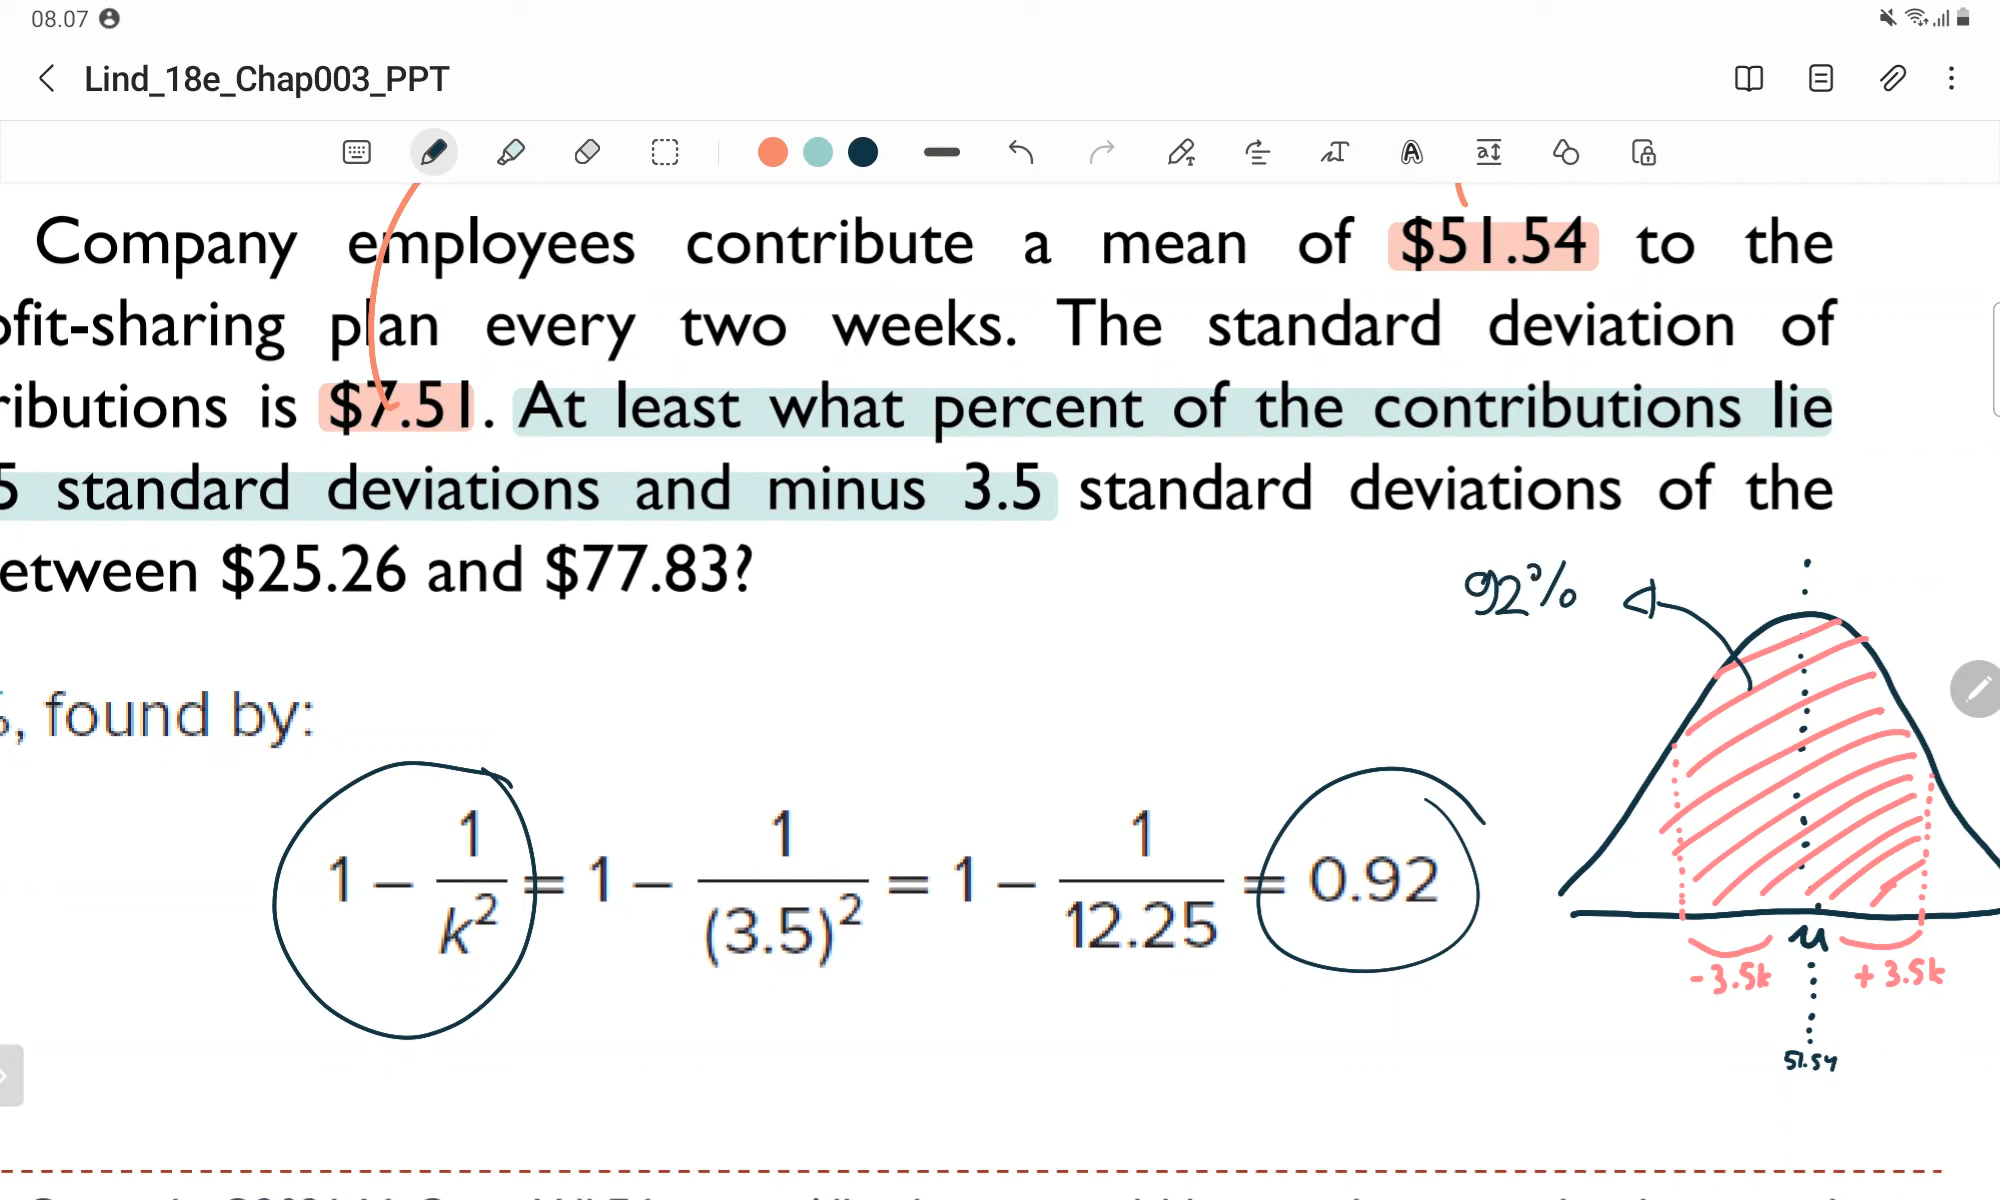 08.07
Lind_18e_Chap003_PPT
Company employees contribute a mean of $51.54 to the
ofit-sharing plan every two weeks. The standard deviation of
ributions is $7.51. At least what percent of the contributions lie
5 standard deviations and minus 3.5 standard deviations of the
etween $25.26 and $77.83?
92%
%, found by:
1 − 1/k² = 1 − 1/(3.5)² = 1 − 1/12.25 = 0.92
μ
-3.5k + 3.5k
51.54